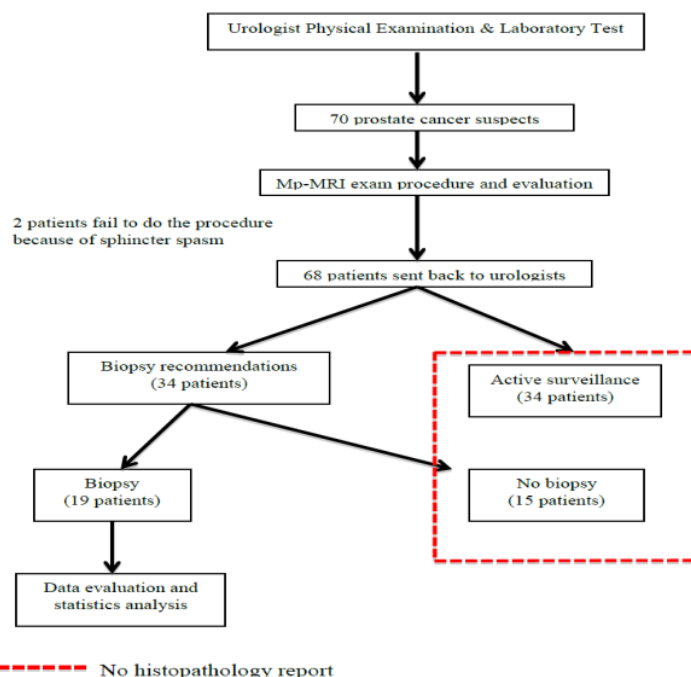 Urologist Physical Examination & Laboratory Test
70 prostate cancer suspects
Mp-MRI exam procedure and evaluation
2 patients fail to do the procedure
because of sphincter spasm
68 patients sent back to urologists
Biopsy recommendations
(34 patients)
Active surveillance
(34 patients)
Biopsy
(19 patients)
No biopsy
(15 patients)
Data evaluation and
statistics analysis
No histopathology report